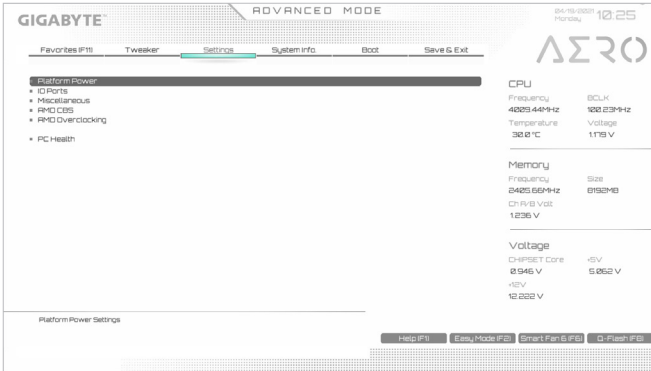 GIGABYTE™
ADVANCED MODE
04/19/2021 Monday 10:25
Favorites (F11) Tweaker Settings System Info. Boot Save & Exit
AERO
Platform Power
IO Ports
Miscellaneous
AMD CBS
AMD Overclocking
PC Health
CPU
Frequency BCLK
4009.44MHz 100.23MHz
Temperature Voltage
30.0 °C 1.179 V
Memory
Frequency Size
2405.66MHz 8192MB
Ch A/B Volt
1.236 V
Voltage
CHIPSET Core +5V
0.946 V 5.062 V
+12V
12.222 V
Platform Power Settings
Help (F1) Easy Mode (F2) Smart Fan 6 (F6) Q-Flash (F8)